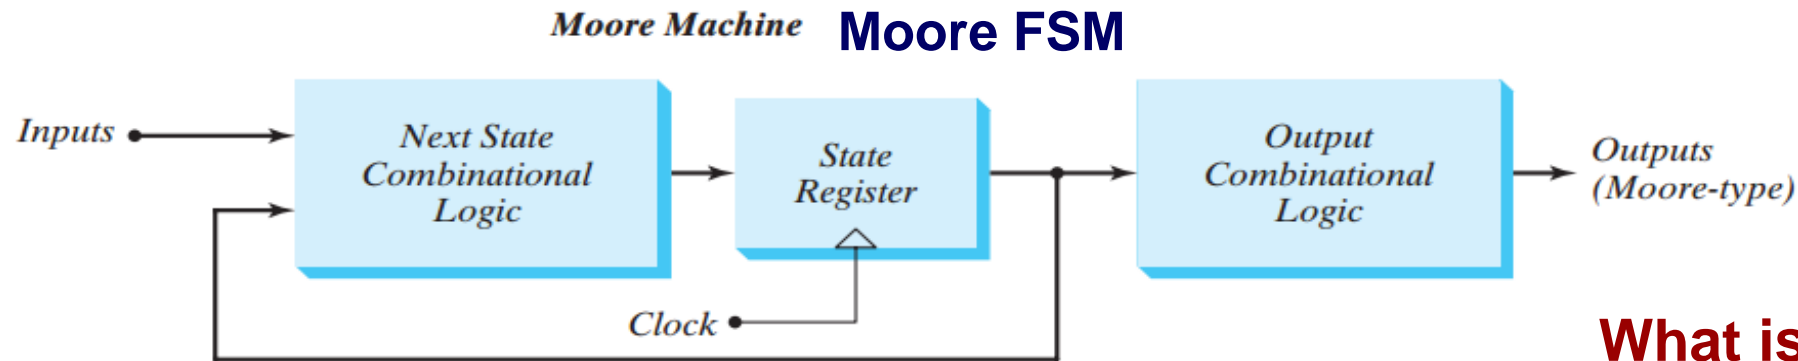 Moore Machine Moore FSM
Inputs
Next State
Combinational
Logic
State
Register
Output
Combinational
Logic
Outputs
(Moore-type)
Clock
What is